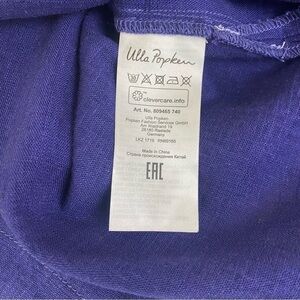 Ulla Popken
clevercare.info
Art. No. 809465 740
Ulla Popken
Popken Fashion Services GmbH
Am Waldrand 19
26180 Rastede
Germany
Made in China
Страна происхождения Китай
EAC